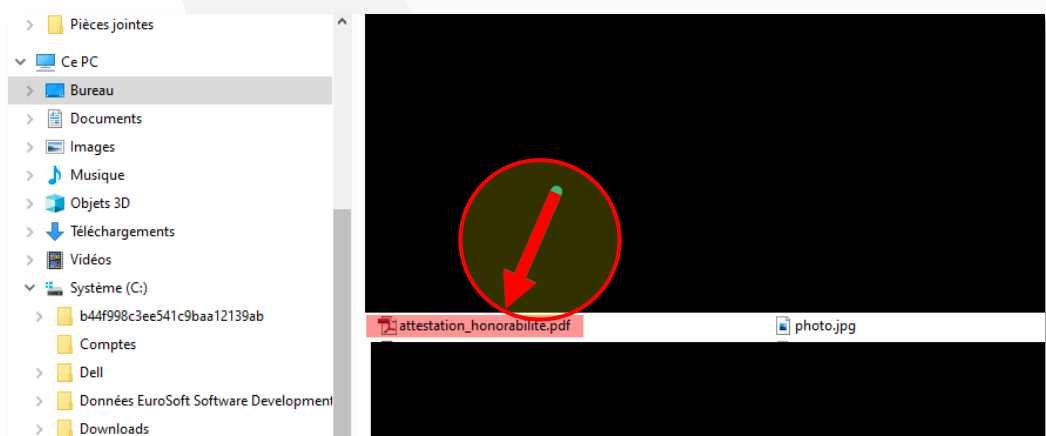 Pièces jointes
Ce PC
Bureau
Documents
Images
Musique
Objets 3D
Téléchargements
Vidéos
Système (C:)
b44f998c3ee541c9baa12139ab
attestation_honorabilite.pdf photo.jpg
Comptes
Dell
Données EuroSoft Software Development
Downloads